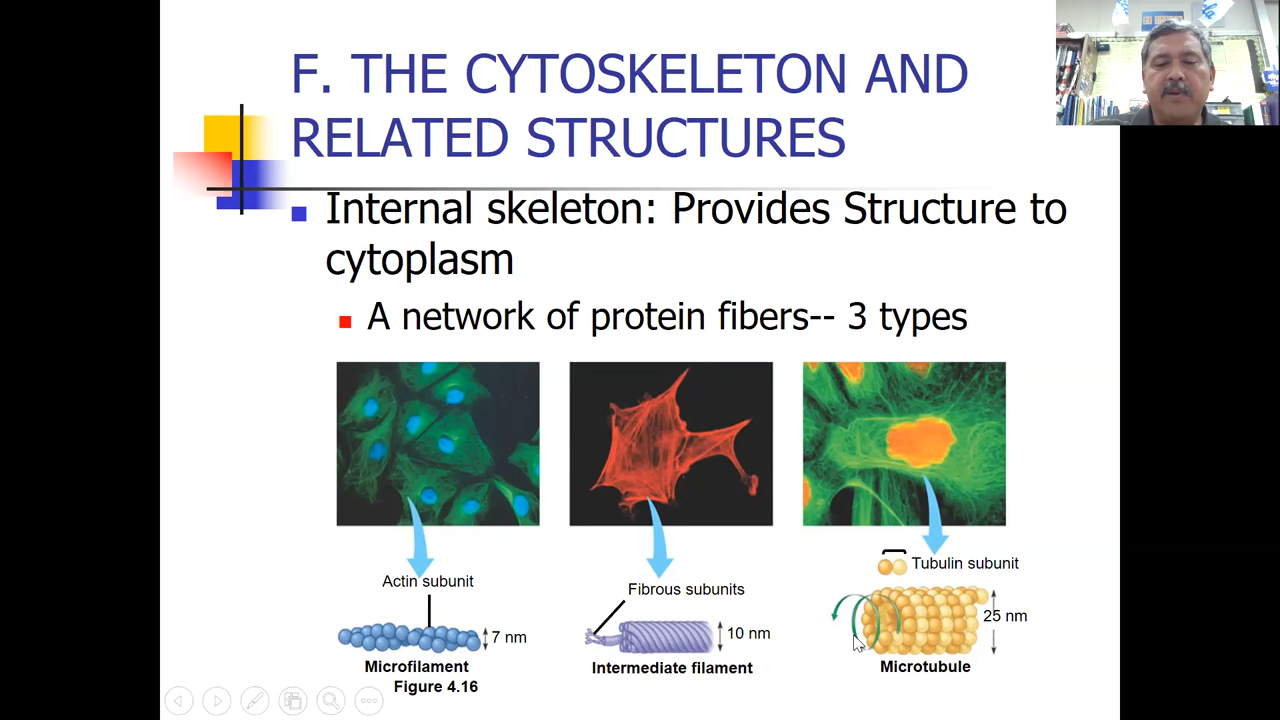 F. THE CYTOSKELETON AND
RELATED STRUCTURES
Internal skeleton: Provides Structure to
cytoplasm
A network of protein fibers-- 3 types
Actin subunit
7 nm
Microfilament
Figure 4.16
Fibrous subunits
10 nm
Intermediate filament
Tubulin subunit
25 nm
Microtubule